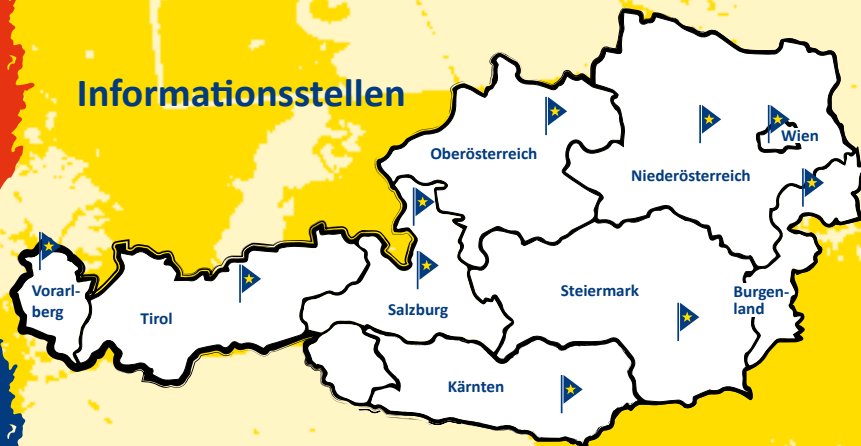 Informationsstellen
Wien
Oberösterreich
Niederösterreich
Vorarl-
berg
Tirol
Salzburg
Steiermark
Burgen-
land
Kärnten